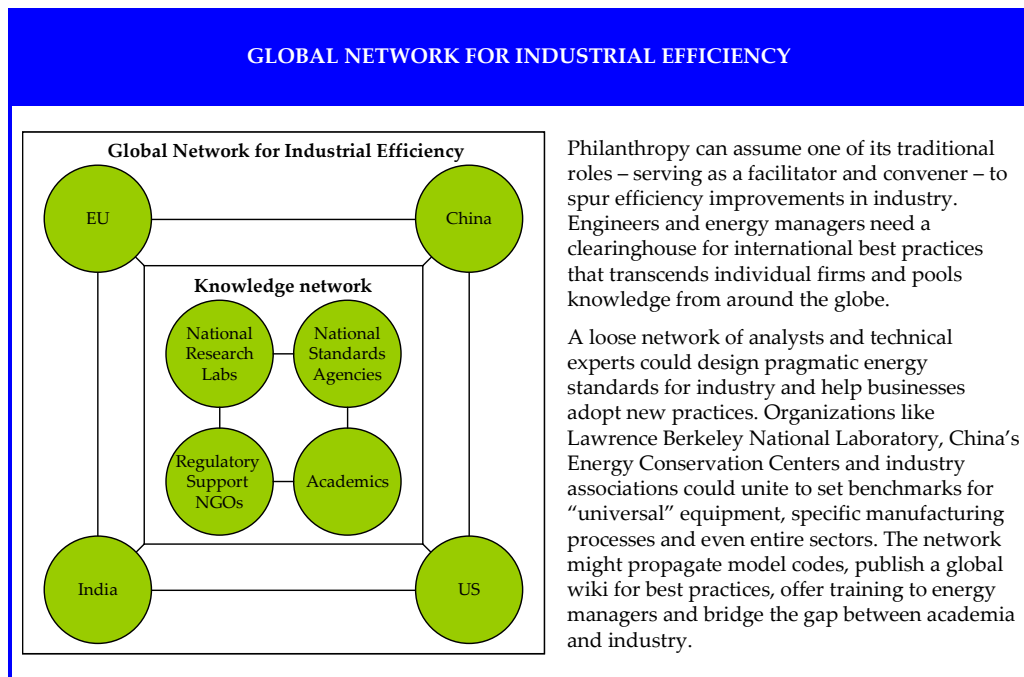 GLOBAL NETWORK FOR INDUSTRIAL EFFICIENCY
Global Network for Industrial Efficiency
EU
China
Knowledge network
National
Research
Labs
National
Standards
Agencies
Regulatory
Support
NGOs
Academics
India
US
Philanthropy can assume one of its traditional
roles – serving as a facilitator and convener – to
spur efficiency improvements in industry.
Engineers and energy managers need a
clearinghouse for international best practices
that transcends individual firms and pools
knowledge from around the globe.
A loose network of analysts and technical
experts could design pragmatic energy
standards for industry and help businesses
adopt new practices. Organizations like
Lawrence Berkeley National Laboratory, China’s
Energy Conservation Centers and industry
associations could unite to set benchmarks for
“universal” equipment, specific manufacturing
processes and even entire sectors. The network
might propagate model codes, publish a global
wiki for best practices, offer training to energy
managers and bridge the gap between academia
and industry.